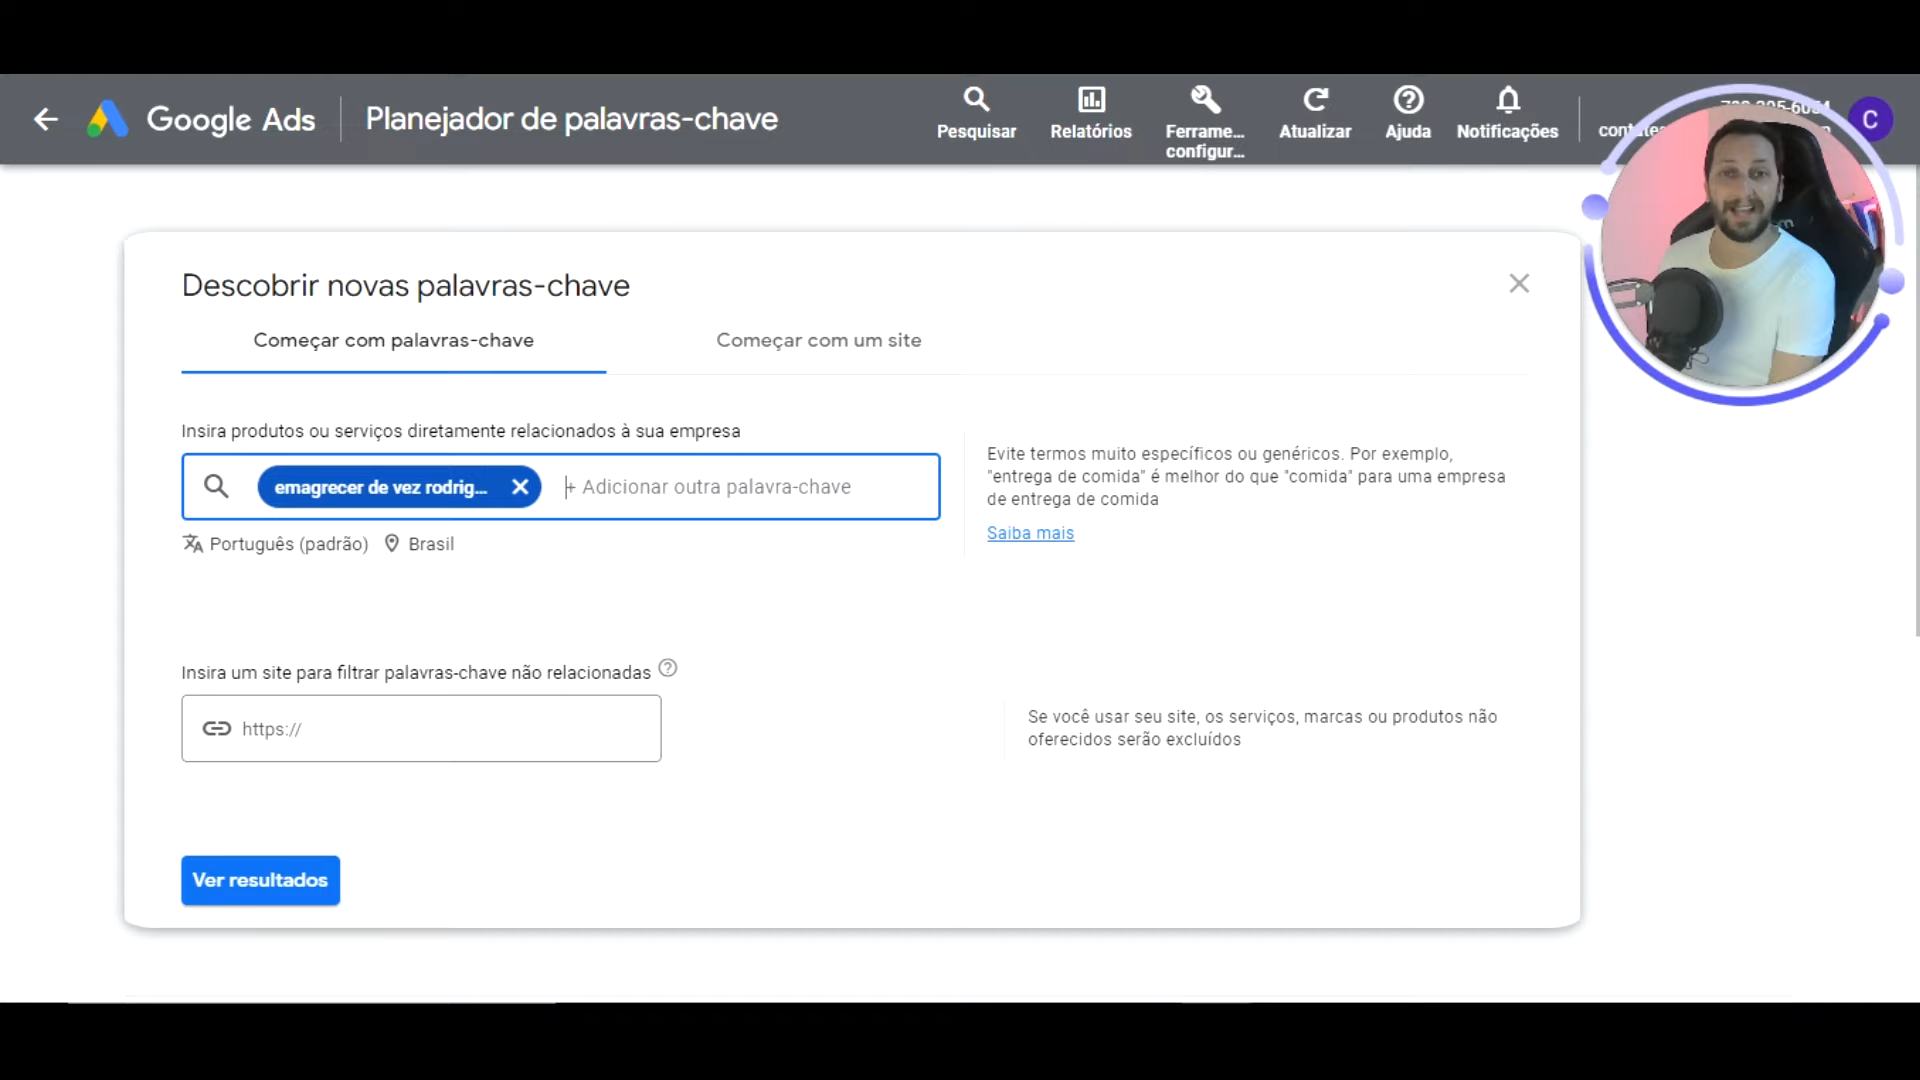 Google Ads
Planejador de palavras-chave
Pesquisar
Relatórios
Ferrame...
configur...
Atualizar
Ajuda
Notificações
C
Descobrir novas palavras-chave
Começar com palavras-chave
Começar com um site
Insira produtos ou serviços diretamente relacionados à sua empresa
emagrecer de vez rodrig...
+ Adicionar outra palavra-chave
Português (padrão)
Brasil
Evite termos muito específicos ou genéricos. Por exemplo,
"entrega de comida" é melhor do que "comida" para uma empresa
de entrega de comida
Saiba mais
Insira um site para filtrar palavras-chave não relacionadas
https://
Se você usar seu site, os serviços, marcas ou produtos não
oferecidos serão excluídos
Ver resultados